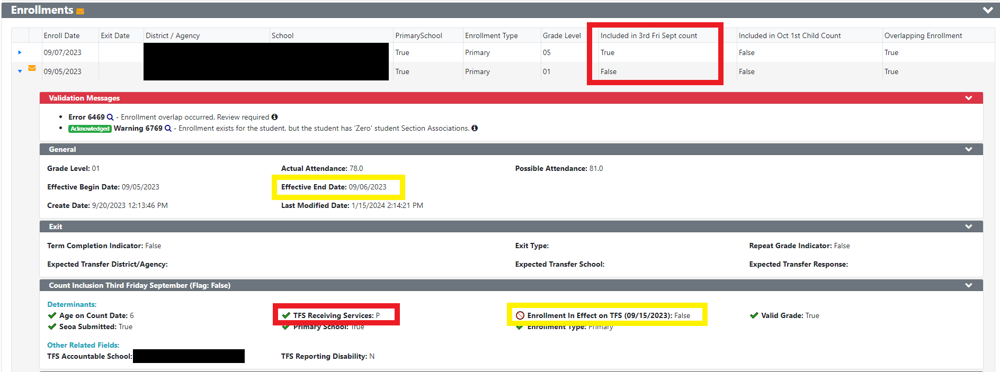 Enrollments
Enroll Date Exit Date District / Agency School PrimarySchool Enrollment Type Grade Level Included in 3rd Fri Sept count Included in Oct 1st Child Count Overlapping Enrollment
09/07/2023 True Primary 05 True False True
09/05/2023 True Primary 01 False False True
Validation Messages
Error 6469 - Enrollment overlap occurred. Review required
Acknowledged Warning 6769 - Enrollment exists for the student, but the student has 'Zero' student Section Associations.
General
Grade Level: 01 Actual Attendance: 78.0 Possible Attendance: 81.0
Effective Begin Date: 09/05/2023 Effective End Date: 09/06/2023
Create Date: 9/20/2023 12:13:46 PM Last Modified Date: 1/15/2024 2:14:21 PM
Exit
Term Completion Indicator: False Exit Type: Repeat Grade Indicator: False
Expected Transfer District/Agency: Expected Transfer School: Expected Transfer Response:
Count Inclusion Third Friday September (Flag: False)
Determinants:
Age on Count Date: 6 TFS Receiving Services: P Enrollment In Effect on TFS (09/15/2023): False Valid Grade: True
Seoa Submitted: True Primary School: True Enrollment Type: Primary
Other Related Fields:
TFS Accountable School: TFS Reporting Disability: N